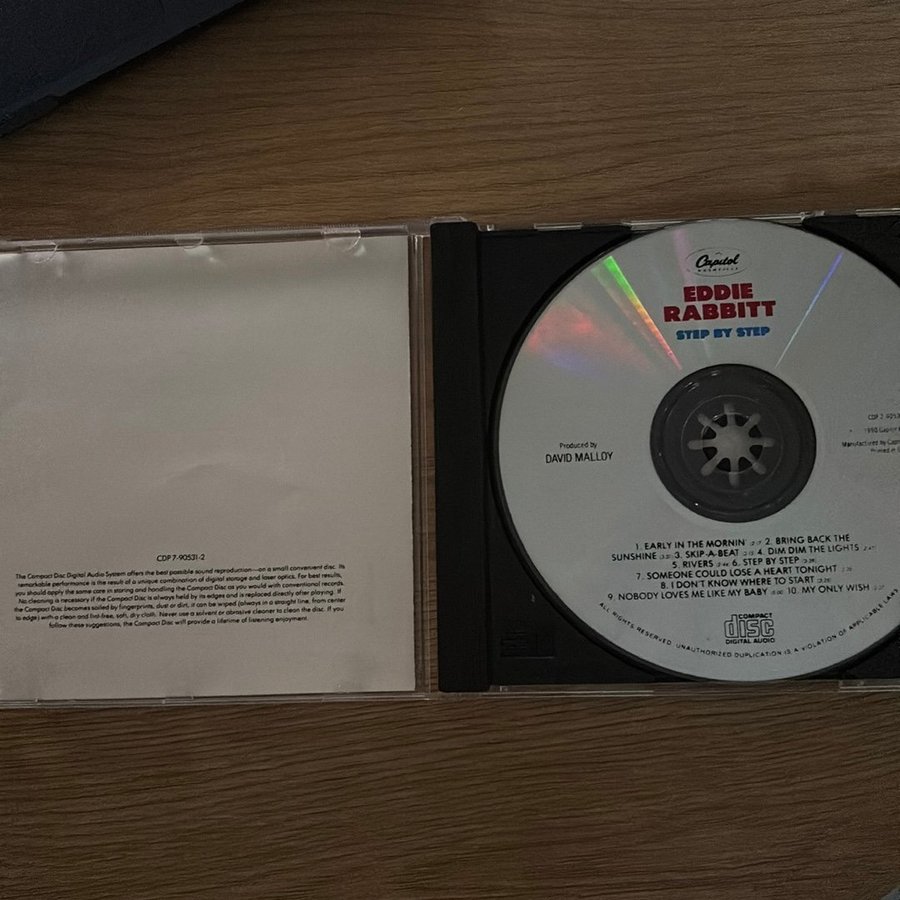 CDP 7-90531-2
The Compact Disc Digital Audio System offers the best possible sound reproduction—on a small convenient disc. Its
remarkable performance is the result of a unique combination of digital storage and laser optics. For best results,
you should apply the same care in storing and handling the Compact Disc as you would with conventional records.
No cleaning is necessary if the Compact Disc is always held by its edges and is replaced directly after playing. If
the Compact Disc becomes soiled by fingerprints, dust or dirt, it can be wiped (always in a straight line, from center
to edge) with a clean and lint-free, soft, dry cloth. Never use a solvent or abrasive cleaner to clean the disc. If you
follow these suggestions, the Compact Disc will provide a lifetime of listening enjoyment.
Capitol
NASHVILLE
EDDIE
RABBITT
STEP BY STEP
Produced by
DAVID MALLOY
CDP 7
1990 Capitol
Manufactured by
Printed in
1. EARLY IN THE MORNIN' 2. BRING BACK THE
SUNSHINE 3. SKIP-A-BEAT 4. DIM DIM THE LIGHTS
5. RIVERS 6. STEP BY STEP
7. SOMEONE COULD LOSE A HEART TONIGHT
8. I DON'T KNOW WHERE TO START
9. NOBODY LOVES ME LIKE MY BABY 10. MY ONLY WISH
COMPACT
disc
DIGITAL AUDIO
ALL RIGHTS RESERVED. UNAUTHORIZED DUPLICATION IS A VIOLATION OF APPLICABLE LAWS